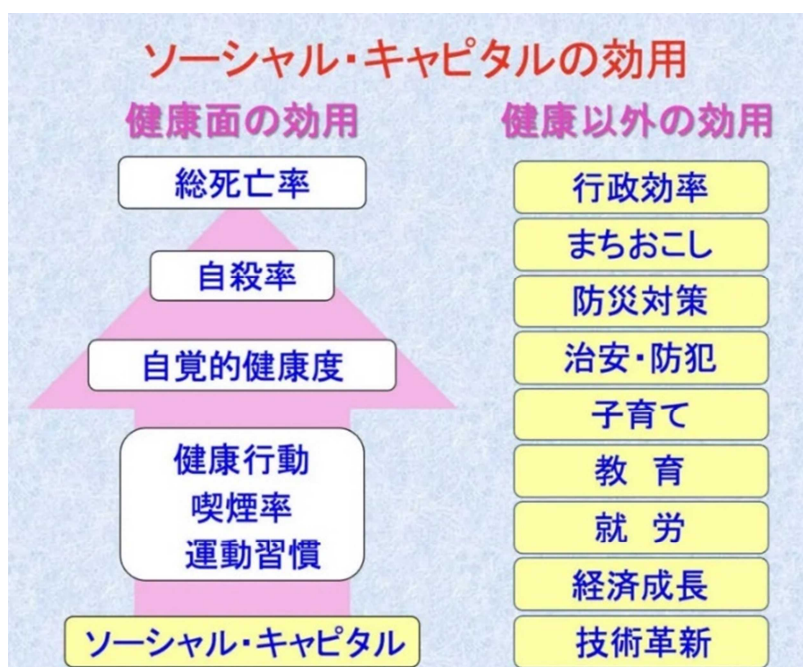 ソーシャル・キャピタルの効用
健康面の効用
総死亡率
自殺率
自覚的健康度
健康行動
喫煙率
運動習慣
ソーシャル・キャピタル
健康以外の効用
行政効率
まちおこし
防災対策
治安・防犯
子育て
教　育
就　労
経済成長
技術革新